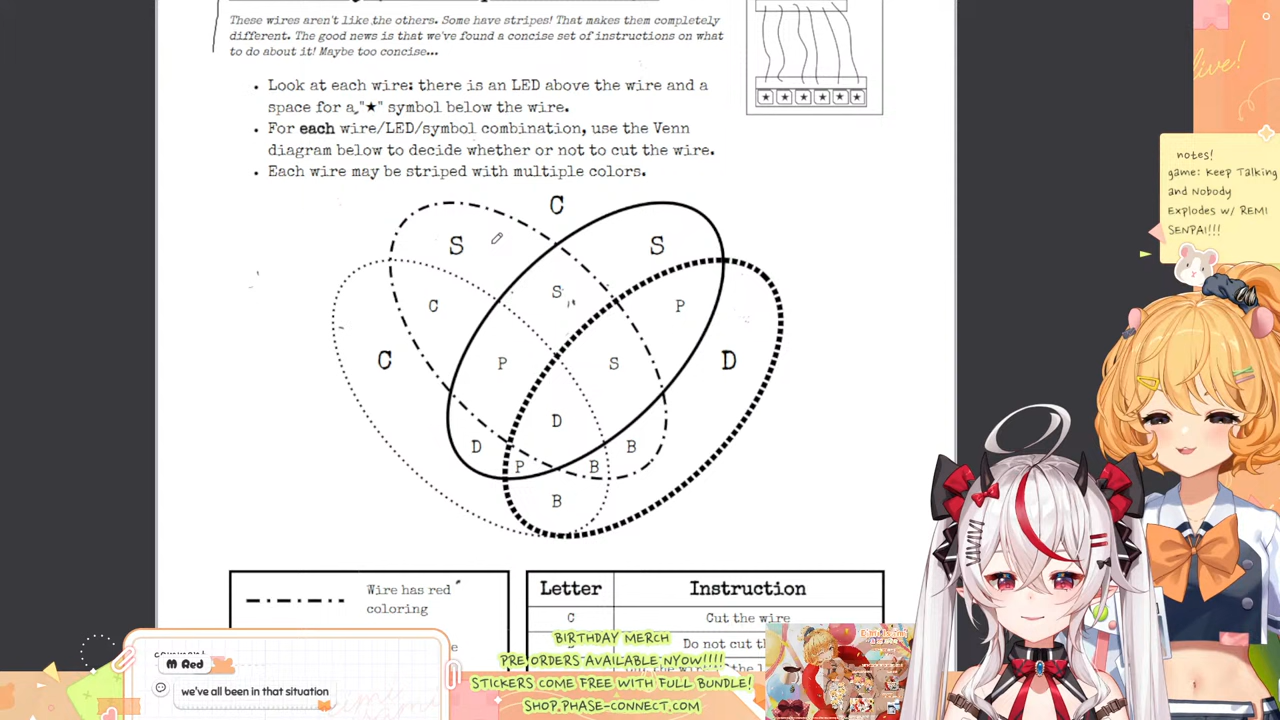 These wires aren't like the others. Some have stripes! That makes them completely
different. The good news is that we've found a concise set of instructions on what
to do about it! Maybe too concise...
• Look at each wire: there is an LED above the wire and a
space for a "★" symbol below the wire.
• For each wire/LED/symbol combination, use the Venn
diagram below to decide whether or not to cut the wire.
• Each wire may be striped with multiple colors.
★ ★ ★ ★ ★ ★
C
S
S
S
C
P
C
P
S
D
D
D
B
P
B
B
Wire has red
coloring
Letter Instruction
C Cut the wire
D Do not cut th
live!
notes!
game: Keep Talking
and Nobody
Explodes w/ REMI
SENPAI!!!
M Red
we've all been in that situation
BIRTHDAY MERCH
PRE ORDERS AVAILABLE NYOW!!!!
STICKERS COME FREE WITH FULL BUNDLE!
SHOP.PHASE-CONNECT.COM